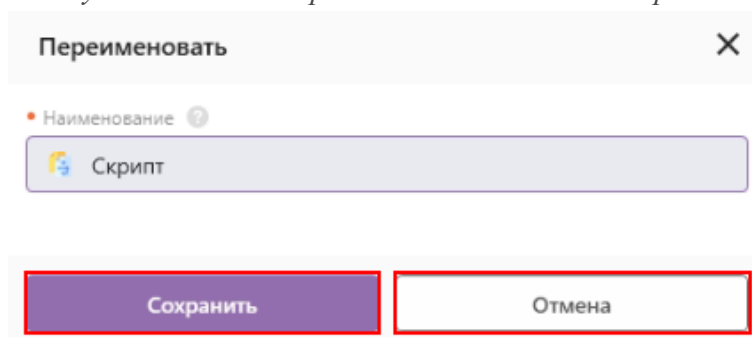 Переименовать
• Наименование ?
Скрипт
Сохранить
Отмена